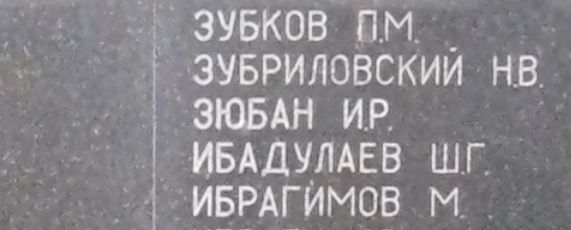 ЗУБКОВ П.М.
ЗУБРИЛОВСКИЙ Н.В.
ЗЮБАН И.Р.
ИБАДУЛАЕВ Ш.Г.
ИБРАГИМОВ М.